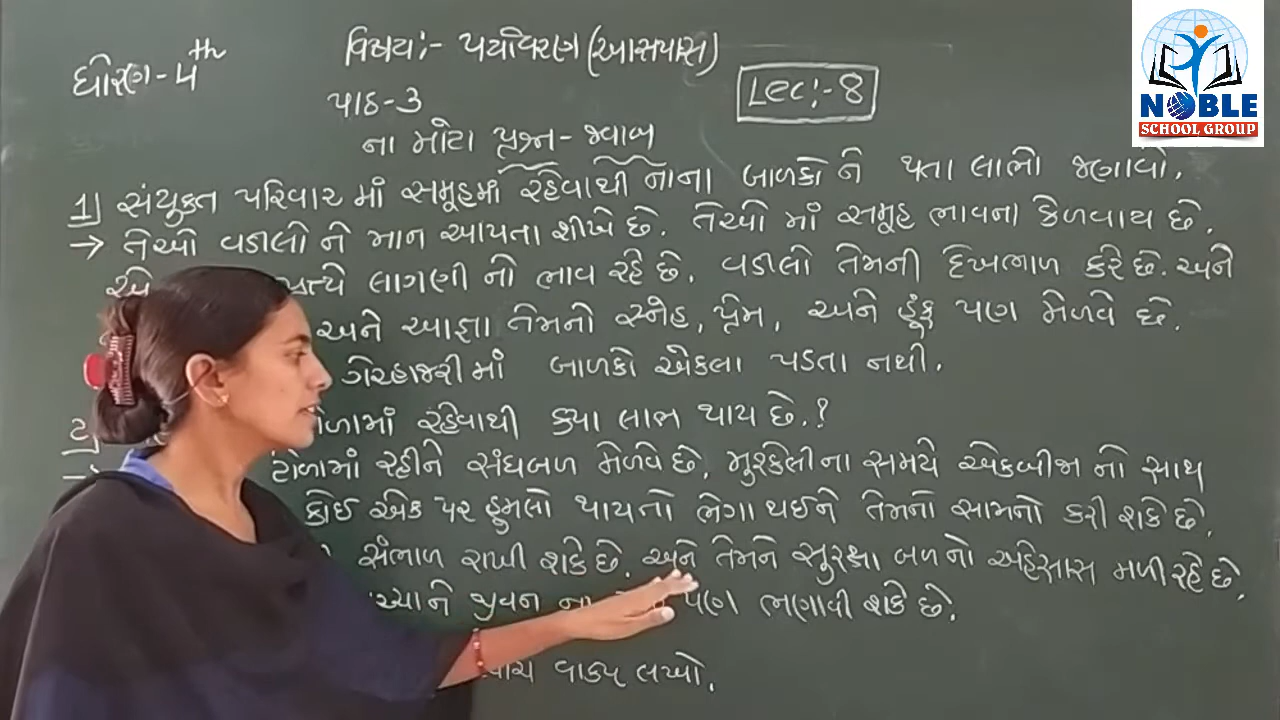 ધોરણ-4th
વિષય:- પર્યાવરણ (આસપાસ)
Lec:-8
પાઠ-3
ના મોટા પ્રશ્ન-જવાબ
1) સંયુક્ત પરિવાર માં સમૂહમાં રહેવાથી નાના બાળકો ને થતા લાભો જણાવો.
→ તેઓ વડીલો ને માન આપતા શીખે છે. તેઓ માં સમૂહ ભાવના કેળવાય છે.
પ્રત્યે લાગણી નો ભાવ રહે છે. વડીલો તેમની દેખભાળ કરે છે. અને
અને આજ્ઞા તેમનો સ્નેહ, પ્રેમ, અને હૂંફ પણ મેળવે છે.
ગેરહાજરી માં બાળકો એકલા પડતા નથી.
2) રહેવાથી કયા લાભ થાય છે.?
ટોળામાં રહીને સંઘબળ મેળવે છે, મુશ્કેલીના સમયે એકબીજા નો સાથ
કોઈ એક પર હુમલો થાયતો ભેગા થઈને તેમનો સામનો કરી શકે છે.
સંભાળ રાખી શકે છે. અને તેમને સુરક્ષા બળનો અહેસાસ મળી રહે છે.
જીવન ના પણ ભણાવી શકે છે.
વાક્ય લખો.
NOBLE
SCHOOL GROUP